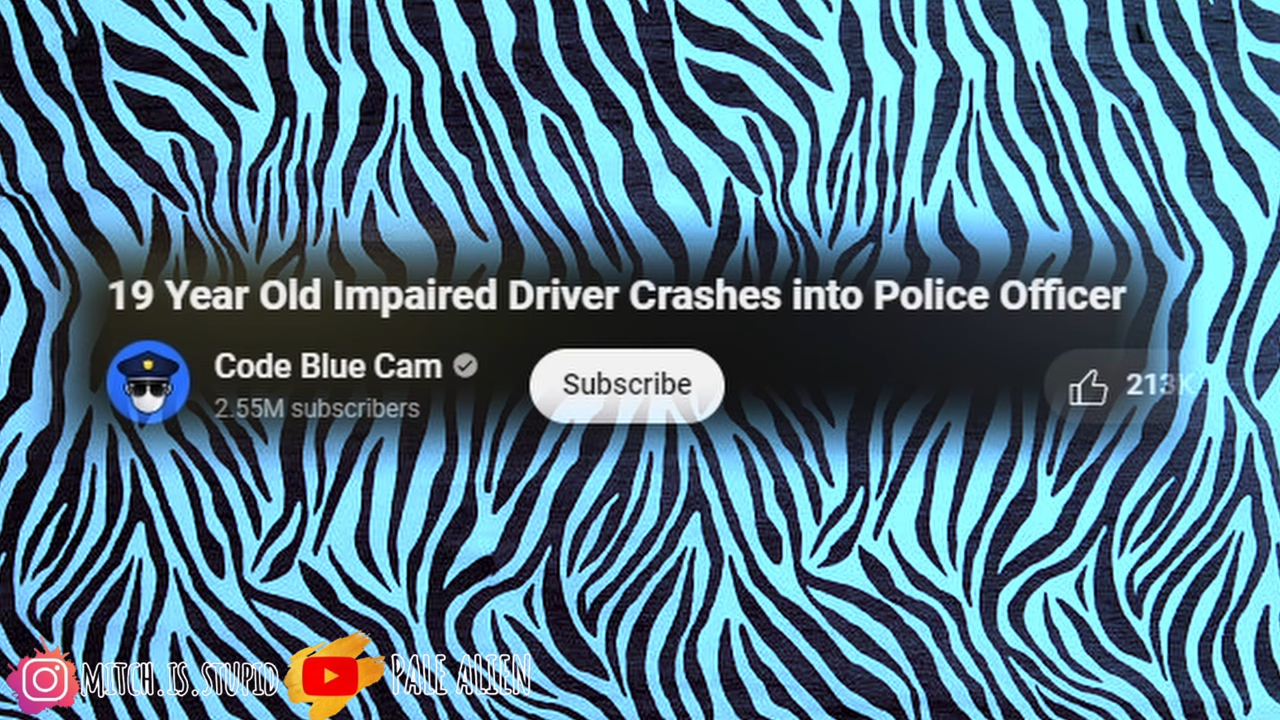 19 Year Old Impaired Driver Crashes into Police Officer
Code Blue Cam
2.55M subscribers
Subscribe
213K
MITCH.IS.STUPID
PALE ALIEN